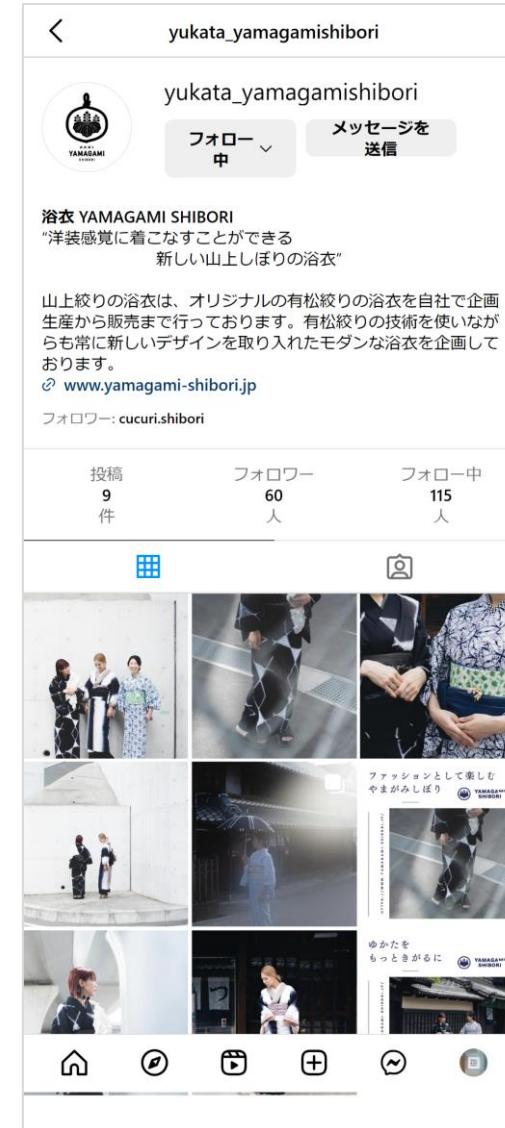 yukata_yamagamishibori
YAMAGAMI
SHIBORI
yukata_yamagamishibori
フォロー
中
メッセージを
送信
浴衣 YAMAGAMI SHIBORI
“洋装感覚に着こなすことができる
新しい山上しぼりの浴衣”
山上絞りの浴衣は、オリジナルの有松絞りの浴衣を自社で企画
生産から販売まで行っております。有松絞りの技術を使いなが
らも常に新しいデザインを取り入れたモダンな浴衣を企画して
おります。
www.yamagami-shibori.jp
フォロワー: cucuri.shibori
投稿
9
件
フォロワー
60
人
フォロー中
115
人
ファッションとして楽しむ
やまがみしぼり
ゆかたを
もっときがるに
つ